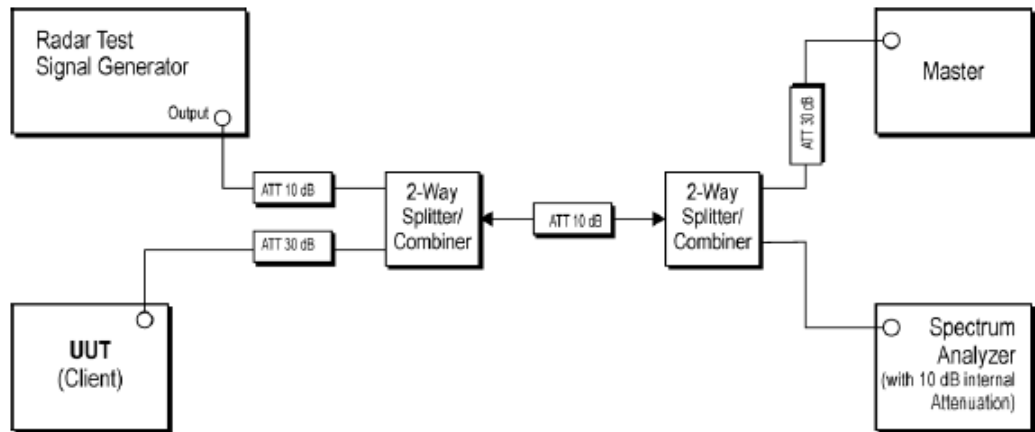 Radar Test
Signal Generator
Output
ATT 10 dB
ATT 30 dB
2-Way
Splitter/
Combiner
ATT 10 dB
2-Way
Splitter/
Combiner
ATT 30 dB
Master
UUT
(Client)
Spectrum
Analyzer
(with 10 dB internal
Attenuation)